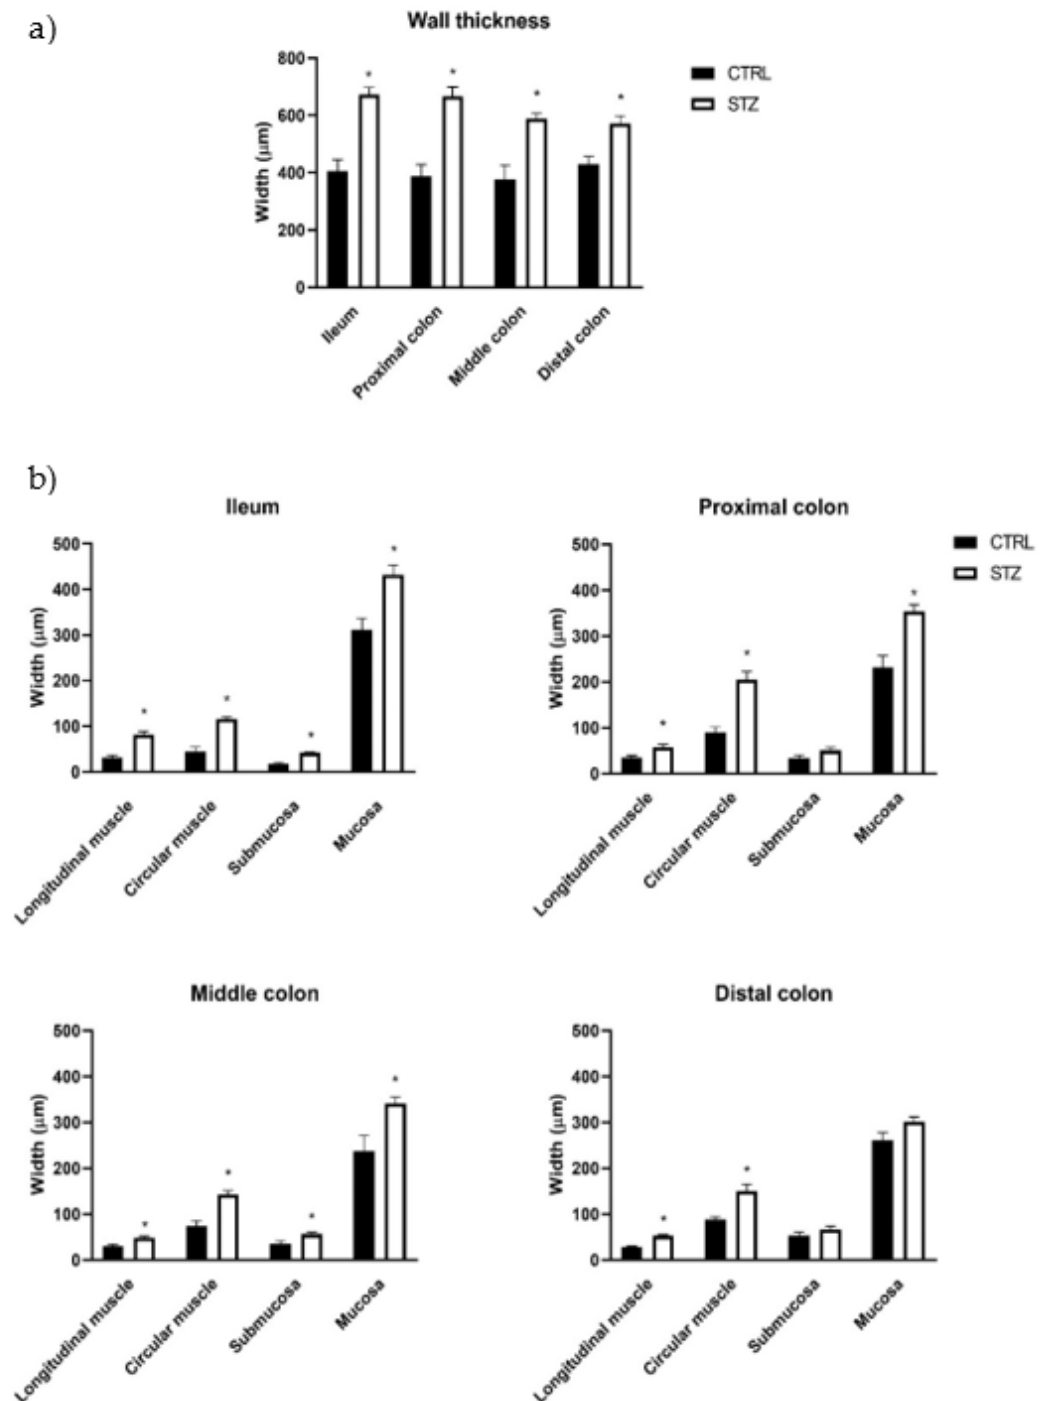 a)
Wall thickness
CTRL
STZ
Width (μm)
800
600
400
200
0
*
*
*
*
Ileum
Proximal colon
Middle colon
Distal colon
b)
Ileum
Width (μm)
500
400
300
200
100
0
*
*
*
*
Longitudinal muscle
Circular muscle
Submucosa
Mucosa
Proximal colon
CTRL
STZ
Width (μm)
500
400
300
200
100
0
*
*
*
Longitudinal muscle
Circular muscle
Submucosa
Mucosa
Middle colon
Width (μm)
500
400
300
200
100
0
*
*
*
*
Longitudinal muscle
Circular muscle
Submucosa
Mucosa
Distal colon
Width (μm)
500
400
300
200
100
0
*
*
Longitudinal muscle
Circular muscle
Submucosa
Mucosa